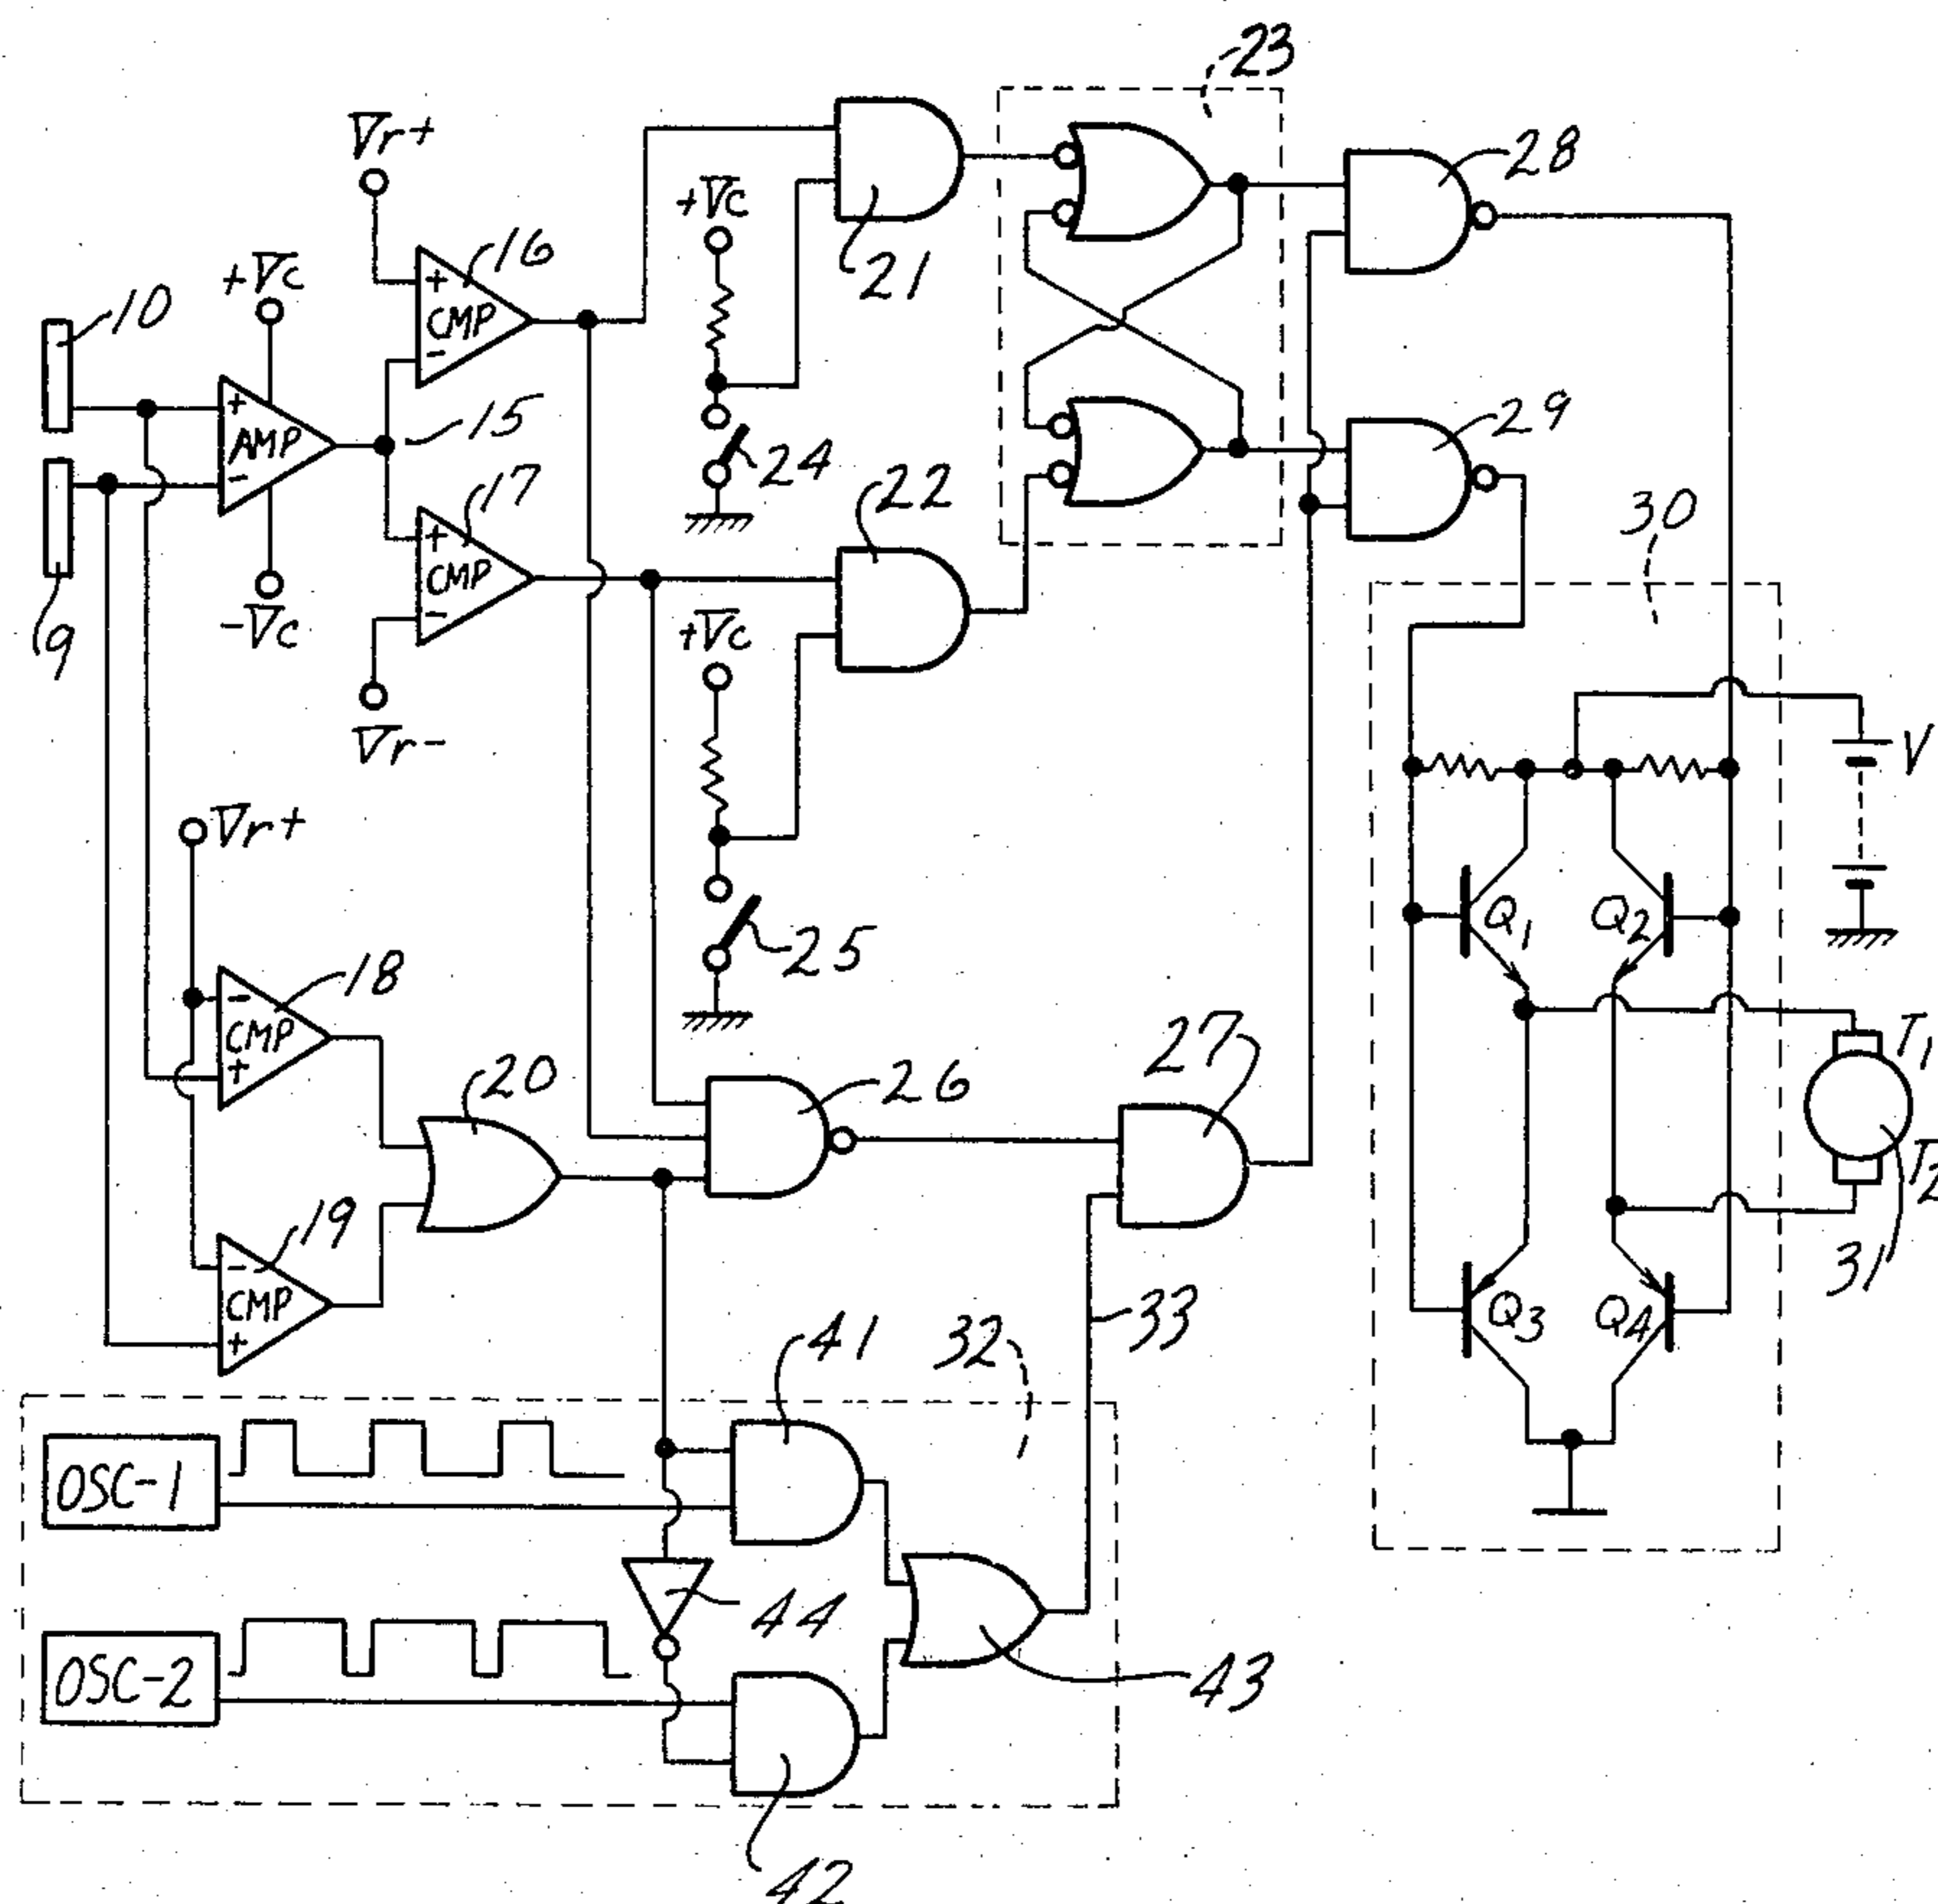 23
Vr+
28
+Vc
16
+
CMP
-
21
+Vc
10
+
AMP
-
15
29
24
17
22
+
CMP
-
30
9
-Vc
+Vc
Vr-
V
Vr+
Q1
Q2
25
18
-
CMP
+
27
T1
20
26
T2
19
-
CMP
+
31
Q3
Q4
41
32
33
OSC-1
44
OSC-2
43
42